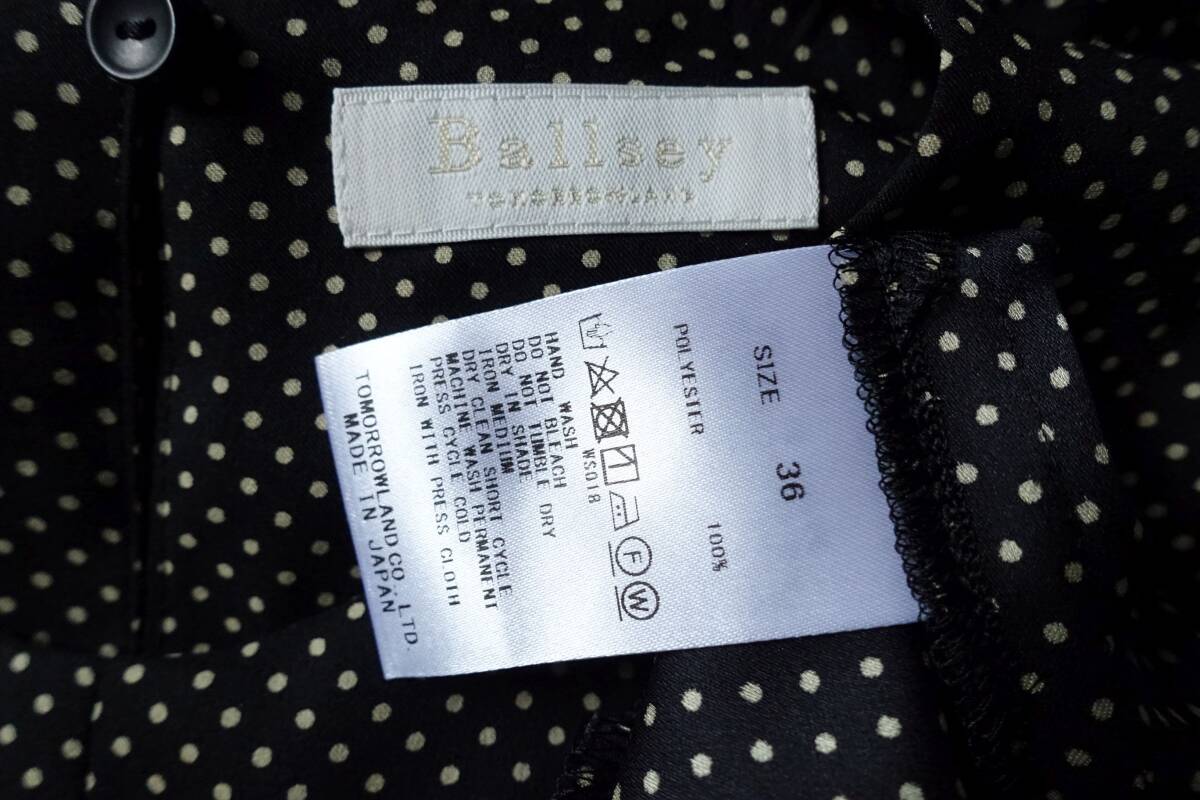 Ballsey
TOMORROWLAND
SIZE 36
POLYESTER 100%
F W
WS018
HAND WASH
DO NOT BLEACH
DO NOT TUMBLE DRY
DRY IN SHADE
IRON MEDIUM
DRY CLEAN SHORT CYCLE
MACHINE WASH PERMANENT
PRESS CYCLE COLD
IRON WITH PRESS CLOTH
TOMORROWLAND CO.,LTD.
MADE IN JAPAN